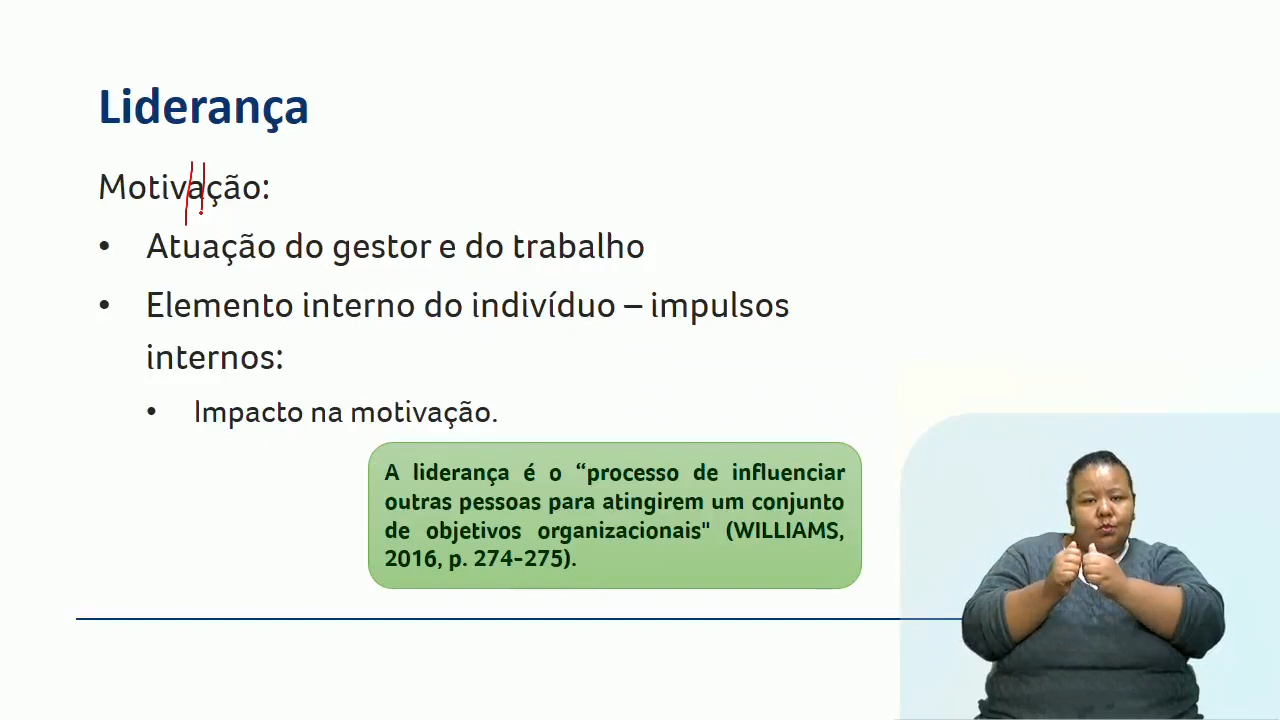 Liderança
Motivação:
• Atuação do gestor e do trabalho
• Elemento interno do indivíduo – impulsos
internos:
• Impacto na motivação.
A liderança é o “processo de influenciar
outras pessoas para atingirem um conjunto
de objetivos organizacionais" (WILLIAMS,
2016, p. 274-275).